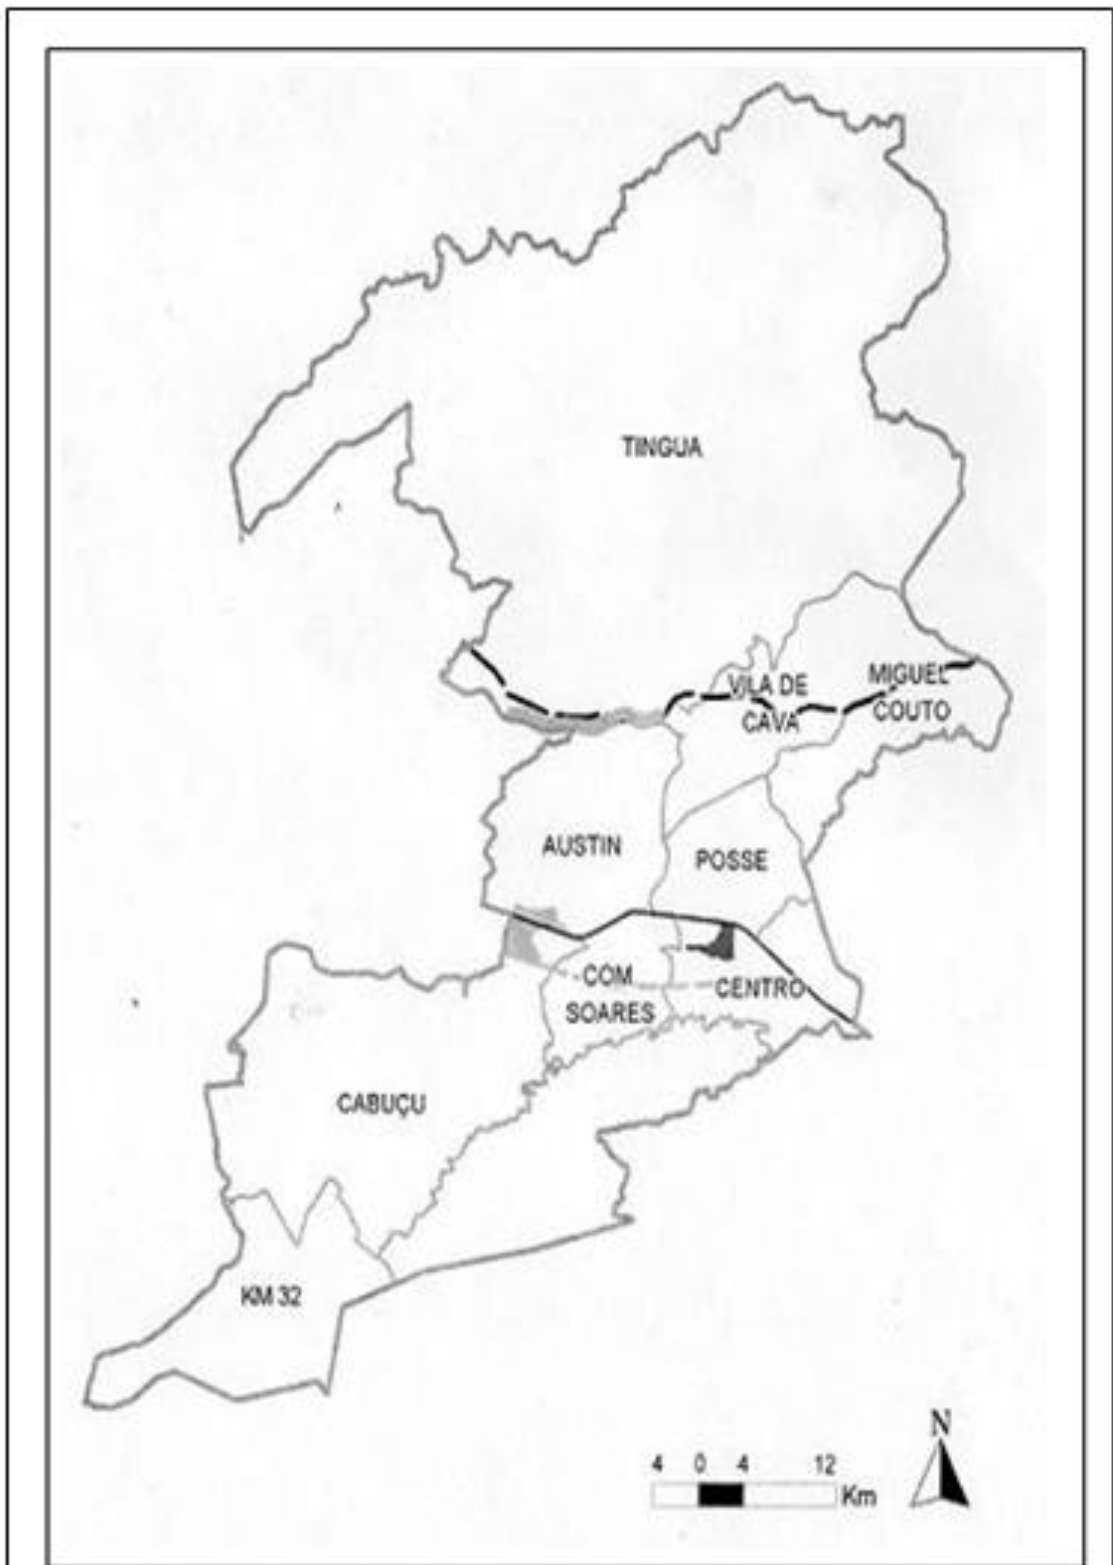 TINGUA
VILA DE
CAVA
MIGUEL
COUTO
AUSTIN
POSSE
COM
SOARES
CENTRO
CABUÇU
KM 32
N
4 0 4 12
Km